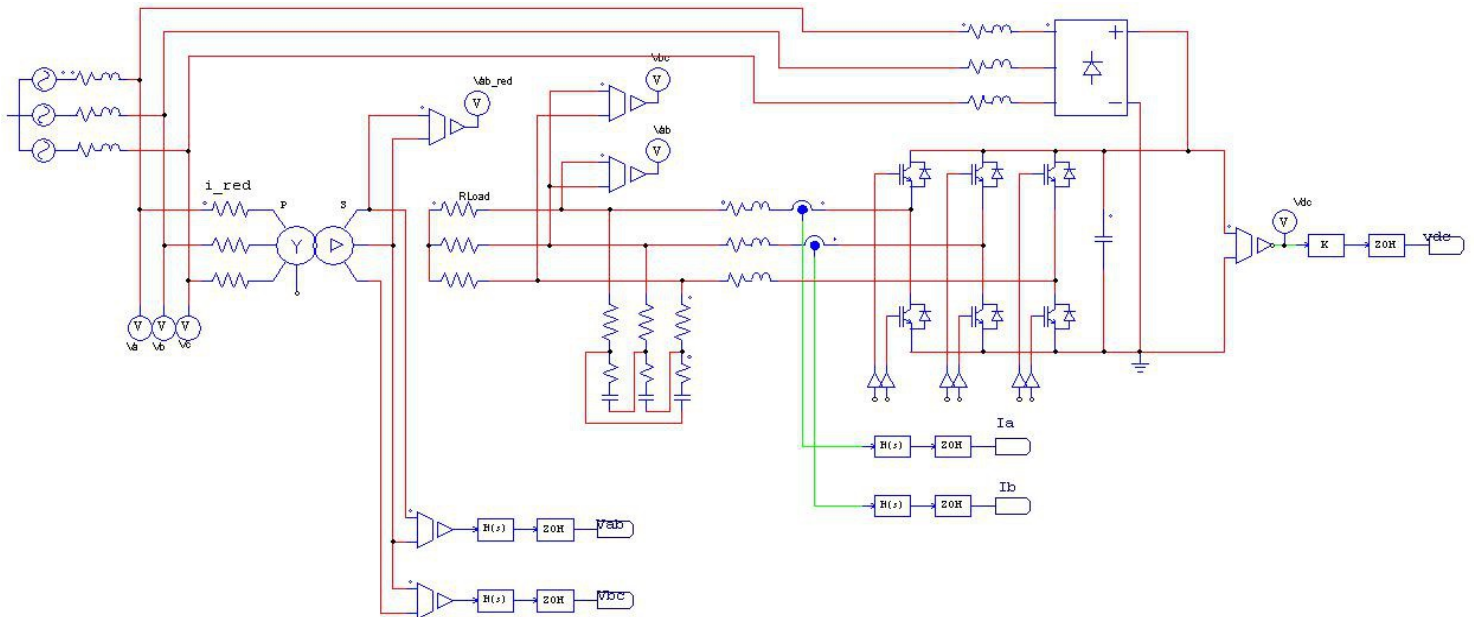 Vbc
V
Vab_red
V
Vab
V
i_red
P
S
RLoad
Y
Vdc
V
K
ZOH
vdc
V
V
V
Va
Vb
Vc
Ia
H(s)
ZOH
Ib
H(s)
ZOH
Vab
H(s)
ZOH
Vbc
H(s)
ZOH